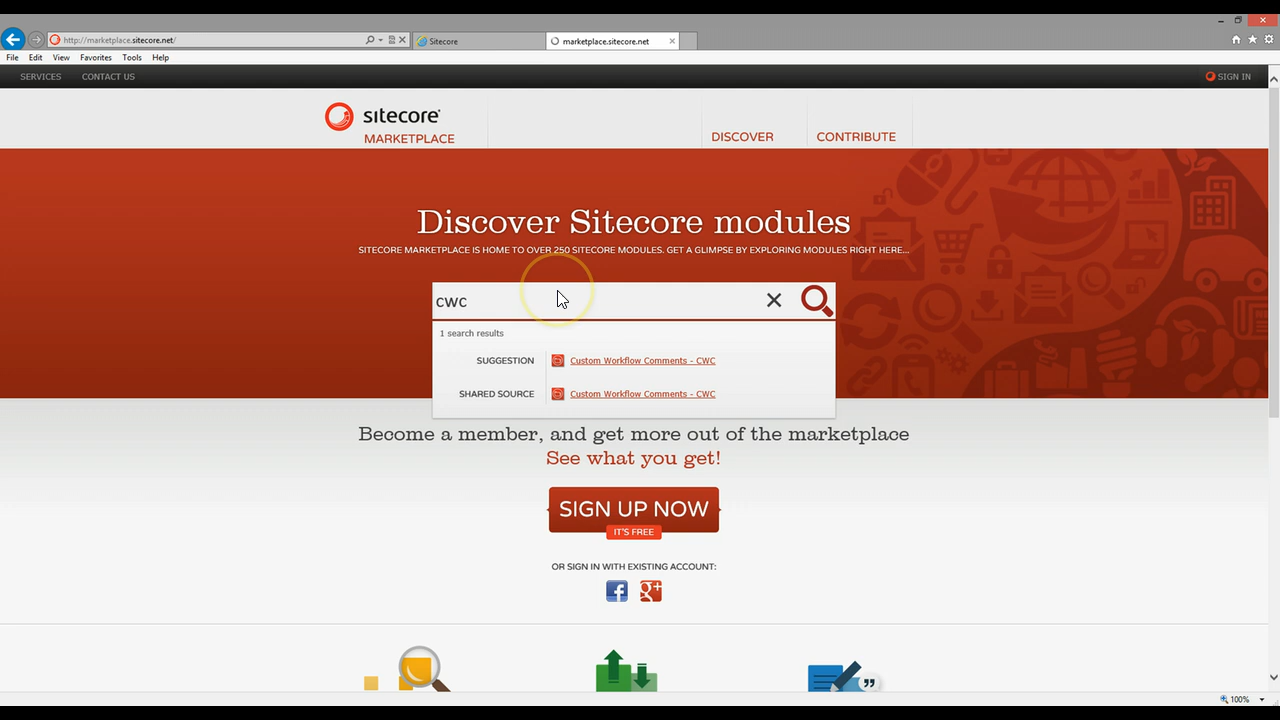 http://marketplace.sitecore.net/
Sitecore
marketplace.sitecore.net
File Edit View Favorites Tools Help
SERVICES CONTACT US
SIGN IN
sitecore
MARKETPLACE
DISCOVER
CONTRIBUTE
Discover Sitecore modules
SITECORE MARKETPLACE IS HOME TO OVER 250 SITECORE MODULES. GET A GLIMPSE BY EXPLORING MODULES RIGHT HERE...
CWC
1 search results
SUGGESTION Custom Workflow Comments - CWC
SHARED SOURCE Custom Workflow Comments - CWC
Become a member, and get more out of the marketplace
See what you get!
SIGN UP NOW
IT'S FREE
OR SIGN IN WITH EXISTING ACCOUNT:
100%